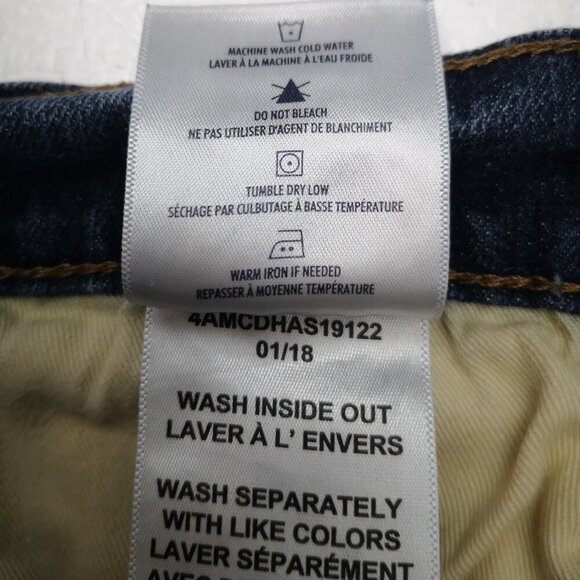 MACHINE WASH COLD WATER
LAVER À LA MACHINE À L'EAU FROIDE
DO NOT BLEACH
NE PAS UTILISER D'AGENT DE BLANCHIMENT
TUMBLE DRY LOW
SÉCHAGE PAR CULBUTAGE À BASSE TEMPÉRATURE
WARM IRON IF NEEDED
REPASSER À MOYENNE TEMPÉRATURE
4AMCDHAS19122
01/18
WASH INSIDE OUT
LAVER À L' ENVERS
WASH SEPARATELY
WITH LIKE COLORS
LAVER SÉPARÉMENT
AVEC